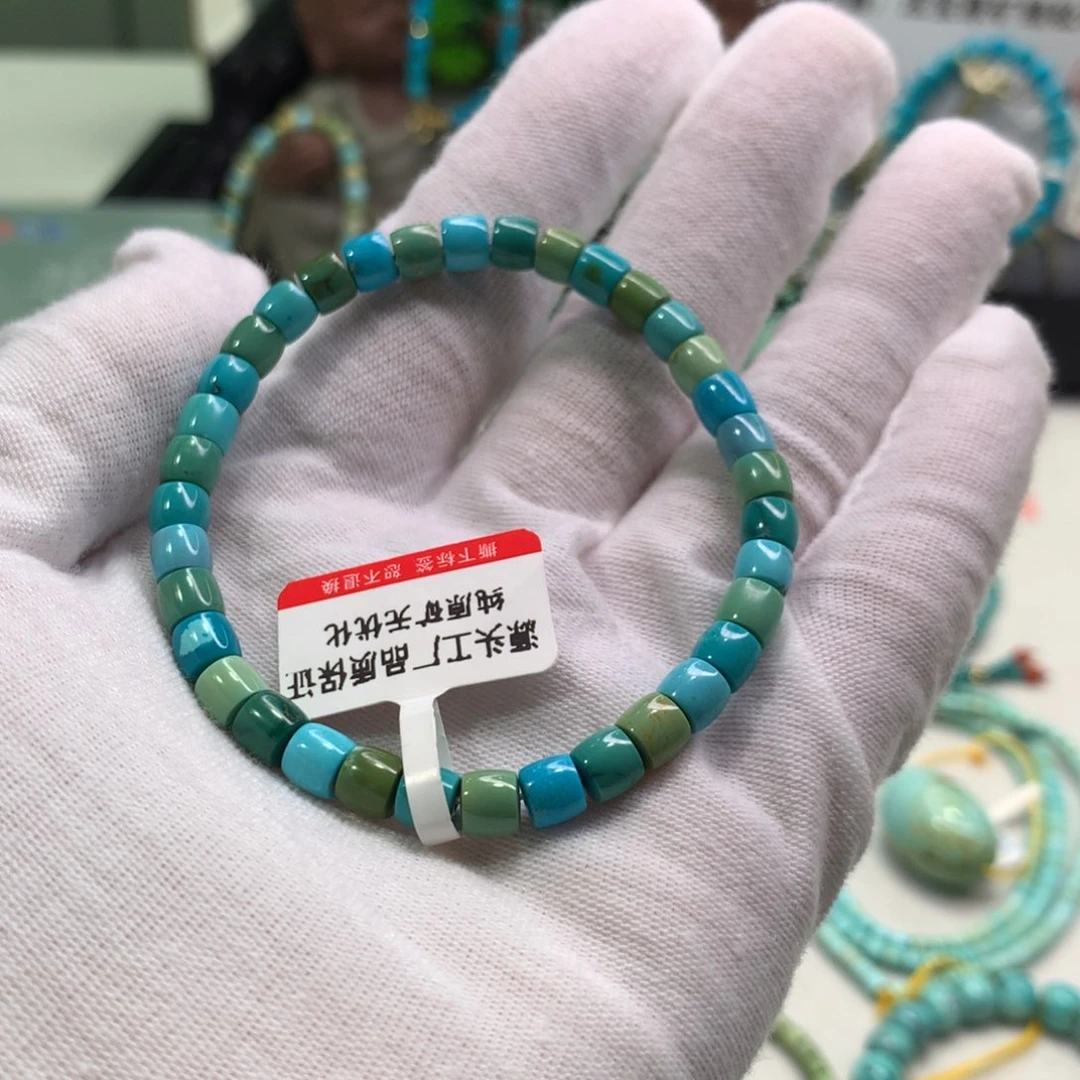 撕下标签 恕不退换
纯原矿无优化
源头工厂品质保证